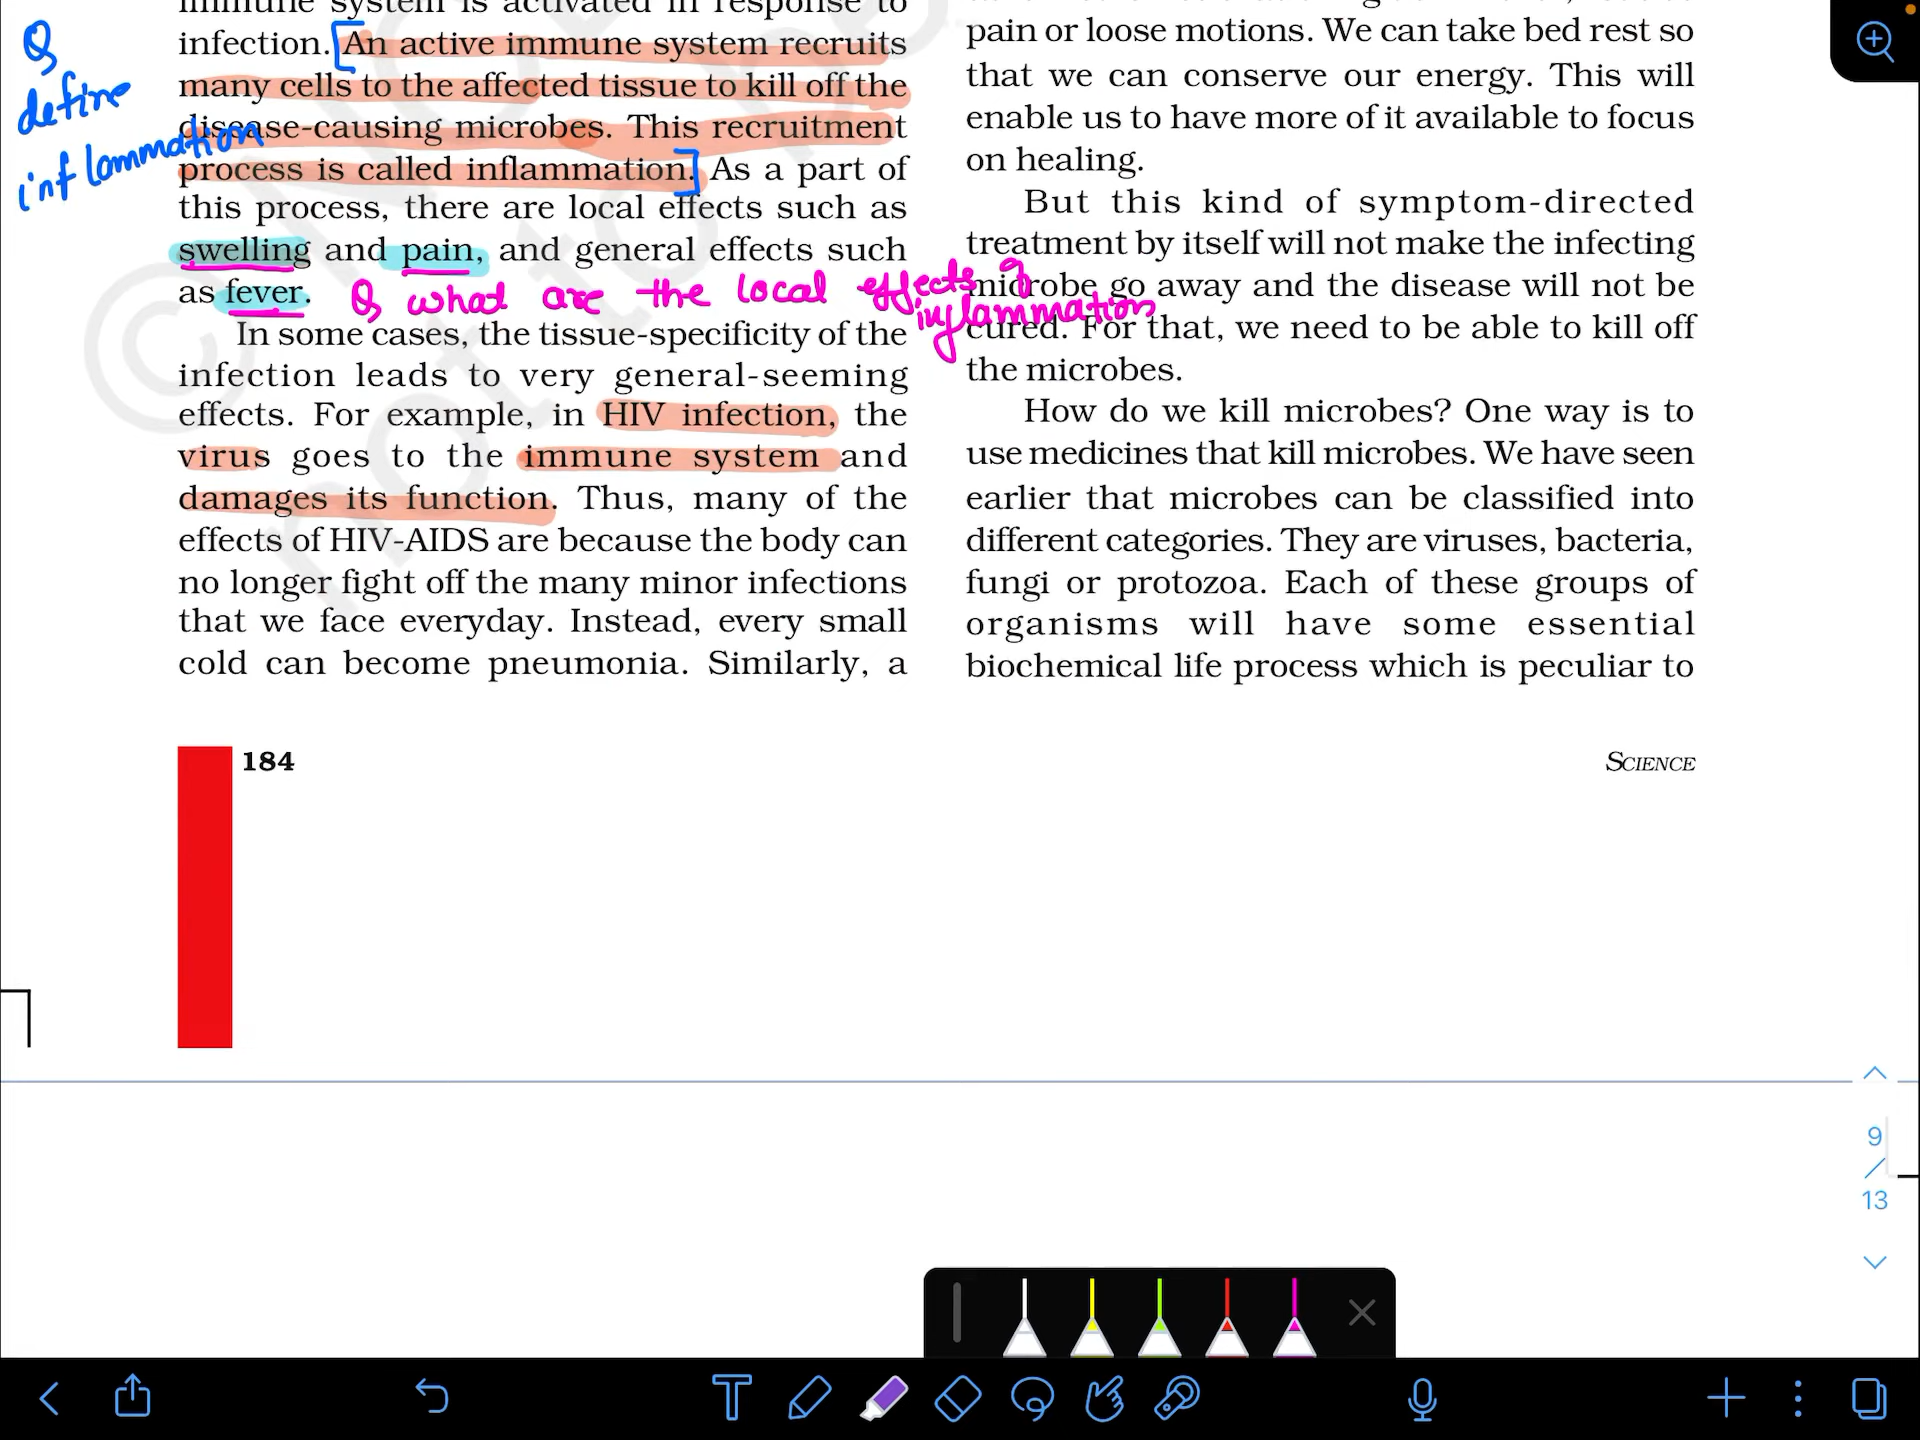 infection. [An active immune system recruits
many cells to the affected tissue to kill off the
disease-causing microbes. This recruitment
process is called inflammation.] As a part of
this process, there are local effects such as
swelling and pain, and general effects such
as fever.
In some cases, the tissue-specificity of the
infection leads to very general-seeming
effects. For example, in HIV infection, the
virus goes to the immune system and
damages its function. Thus, many of the
effects of HIV-AIDS are because the body can
no longer fight off the many minor infections
that we face everyday. Instead, every small
cold can become pneumonia. Similarly, a
Q
define
inflammation
Q what are the local effects of
inflammation
pain or loose motions. We can take bed rest so
that we can conserve our energy. This will
enable us to have more of it available to focus
on healing.
But this kind of symptom-directed
treatment by itself will not make the infecting
microbe go away and the disease will not be
cured. For that, we need to be able to kill off
the microbes.
How do we kill microbes? One way is to
use medicines that kill microbes. We have seen
earlier that microbes can be classified into
different categories. They are viruses, bacteria,
fungi or protozoa. Each of these groups of
organisms will have some essential
biochemical life process which is peculiar to
184
SCIENCE
9
/
13